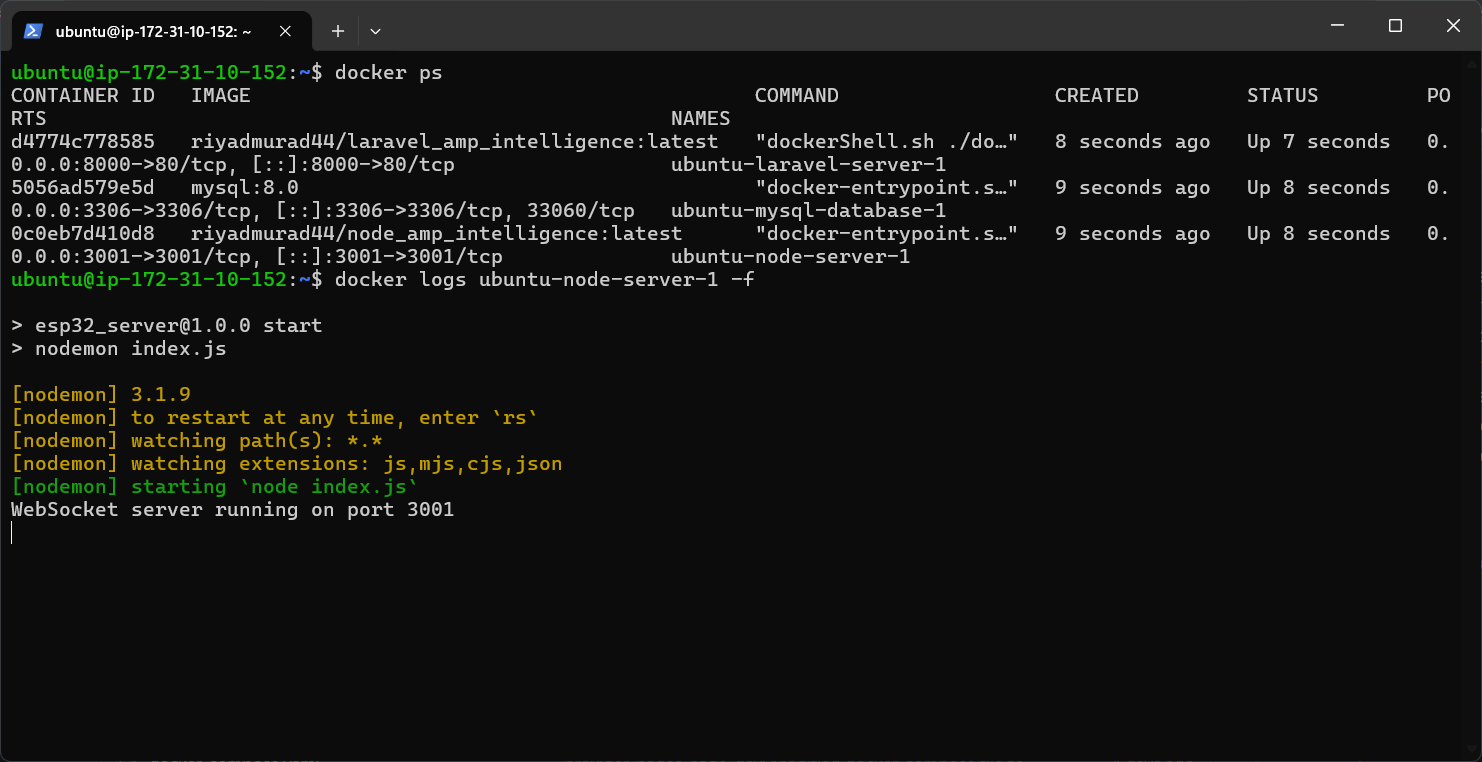 ubuntu@ip-172-31-10-152: ~
ubuntu@ip-172-31-10-152:~$ docker ps
CONTAINER ID   IMAGE                                          COMMAND                  CREATED         STATUS         PO
RTS                                                    NAMES
d4774c778585   riyadmurad44/laravel_amp_intelligence:latest   "dockerShell.sh ./do…"   8 seconds ago   Up 7 seconds   0.
0.0.0:8000->80/tcp, [::]:8000->80/tcp                  ubuntu-laravel-server-1
5056ad579e5d   mysql:8.0                                      "docker-entrypoint.s…"   9 seconds ago   Up 8 seconds   0.
0.0.0:3306->3306/tcp, [::]:3306->3306/tcp, 33060/tcp   ubuntu-mysql-database-1
0c0eb7d410d8   riyadmurad44/node_amp_intelligence:latest      "docker-entrypoint.s…"   9 seconds ago   Up 8 seconds   0.
0.0.0:3001->3001/tcp, [::]:3001->3001/tcp              ubuntu-node-server-1
ubuntu@ip-172-31-10-152:~$ docker logs ubuntu-node-server-1 -f
> esp32_server@1.0.0 start
> nodemon index.js
[nodemon] 3.1.9
[nodemon] to restart at any time, enter `rs`
[nodemon] watching path(s): *.*
[nodemon] watching extensions: js,mjs,cjs,json
[nodemon] starting `node index.js`
WebSocket server running on port 3001